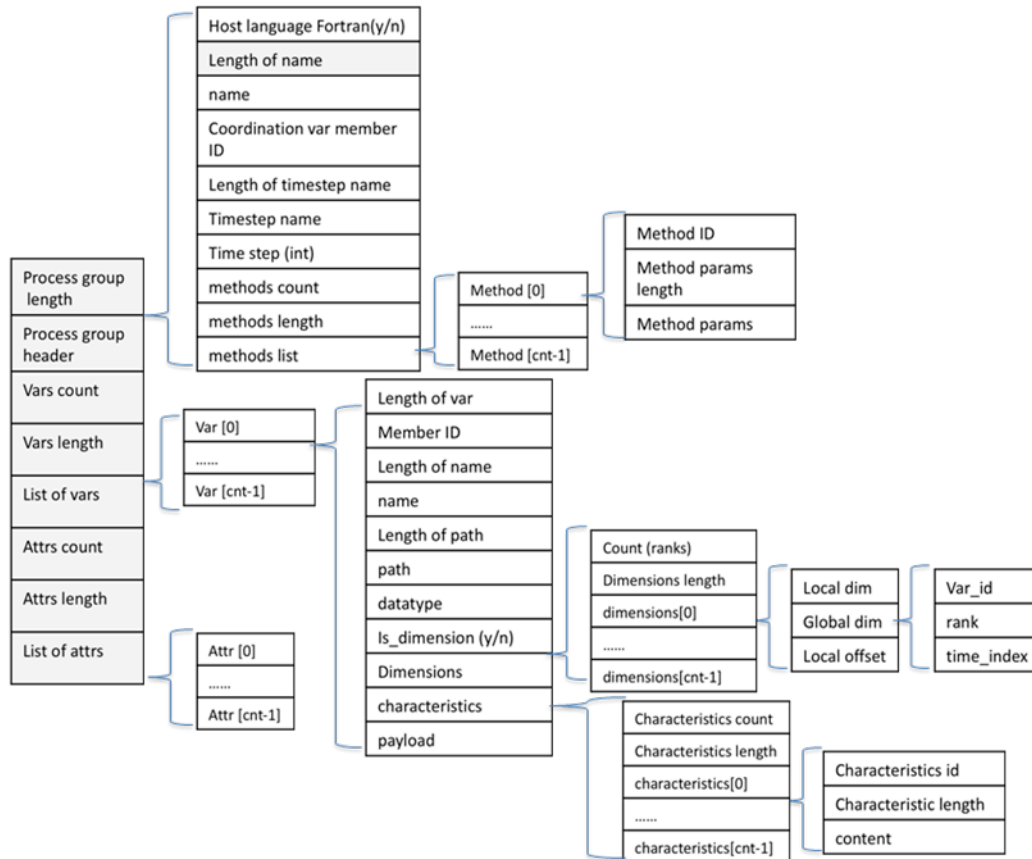 Host language Fortran(y/n)
Length of name
name
Coordination var member
ID
Length of timestep name
Timestep name
Time step (int)
methods count
methods length
methods list
Method [0]
......
Method [cnt-1]
Method ID
Method params
length
Method params
Process group
length
Process group
header
Vars count
Vars length
List of vars
Attrs count
Attrs length
List of attrs
Var [0]
......
Var [cnt-1]
Attr [0]
......
Attr [cnt-1]
Length of var
Member ID
Length of name
name
Length of path
path
datatype
Is_dimension (y/n)
Dimensions
characteristics
payload
Count (ranks)
Dimensions length
dimensions[0]
......
dimensions[cnt-1]
Local dim
Global dim
Local offset
Var_id
rank
time_index
Characteristics count
Characteristics length
characteristics[0]
......
characteristics[cnt-1]
Characteristics id
Characteristic length
content